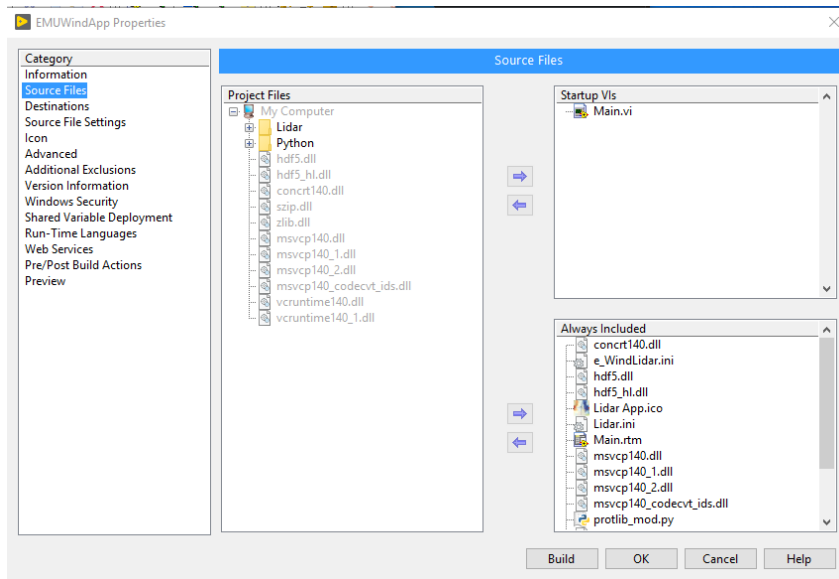 EMUWindApp Properties
Category
Information
Source Files
Destinations
Source File Settings
Icon
Advanced
Additional Exclusions
Version Information
Windows Security
Shared Variable Deployment
Run-Time Languages
Web Services
Pre/Post Build Actions
Preview
Source Files
Project Files
My Computer
Lidar
Python
hdf5.dll
hdf5_hl.dll
concrt140.dll
szip.dll
zlib.dll
msvcp140.dll
msvcp140_1.dll
msvcp140_2.dll
msvcp140_codecvt_ids.dll
vcruntime140.dll
vcruntime140_1.dll
Startup VIs
Main.vi
Always Included
concrt140.dll
e_WindLidar.ini
hdf5.dll
hdf5_hl.dll
Lidar App.ico
Lidar.ini
Main.rtm
msvcp140.dll
msvcp140_1.dll
msvcp140_2.dll
msvcp140_codecvt_ids.dll
protlib_mod.py
Build
OK
Cancel
Help